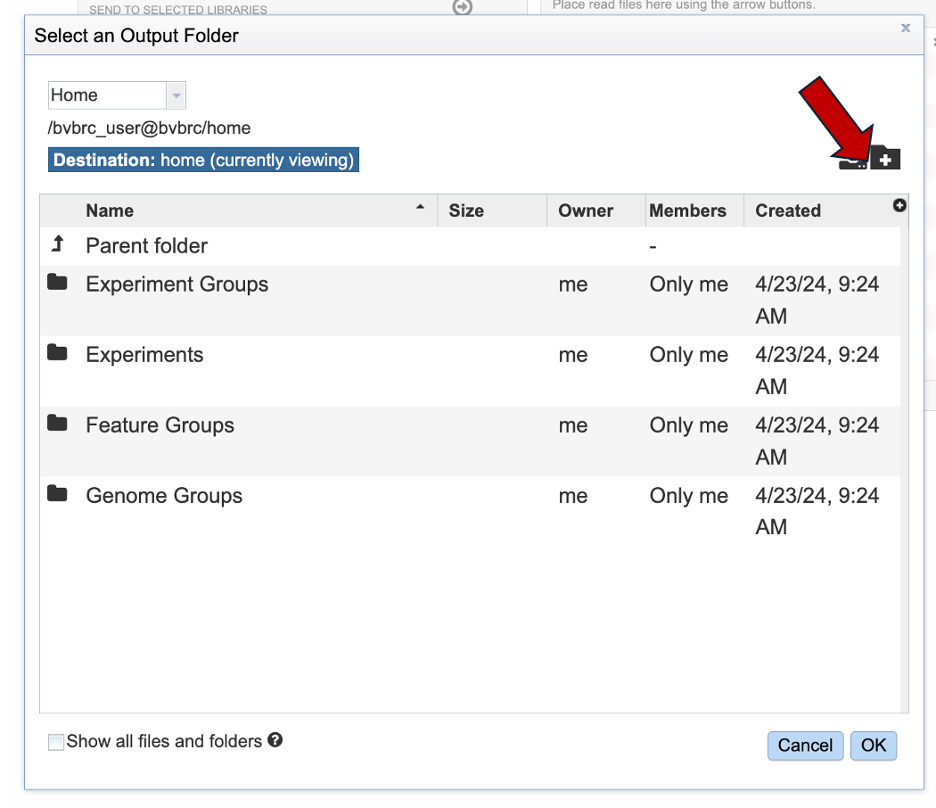 SEND TO SELECTED LIBRARIES
Place read files here using the arrow buttons.
Select an Output Folder
x
Home
/bvbrc_user@bvbrc/home
Destination: home (currently viewing)
Name Size Owner Members Created
Parent folder -
Experiment Groups me Only me 4/23/24, 9:24
AM
Experiments me Only me 4/23/24, 9:24
AM
Feature Groups me Only me 4/23/24, 9:24
AM
Genome Groups me Only me 4/23/24, 9:24
AM
Show all files and folders ?
Cancel OK